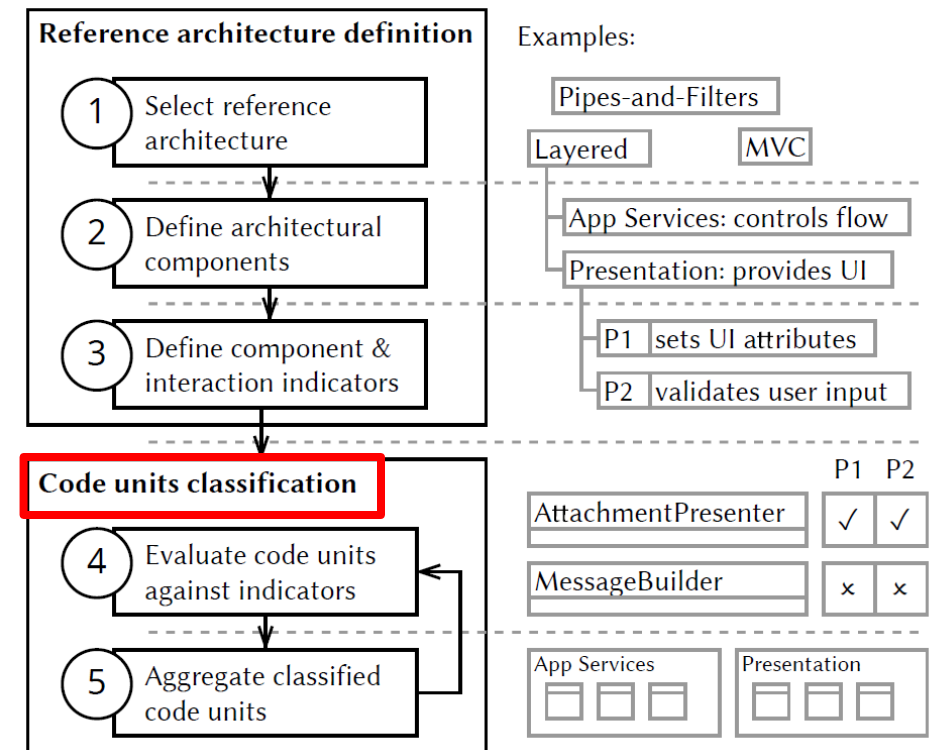 Reference architecture definition
Examples:
1
Select reference
architecture
Pipes-and-Filters
Layered
MVC
2
Define architectural
components
App Services: controls flow
Presentation: provides UI
3
Define component &
interaction indicators
P1 sets UI attributes
P2 validates user input
Code units classification
P1 P2
4
Evaluate code units
against indicators
AttachmentPresenter ✓ ✓
MessageBuilder × ×
5
Aggregate classified
code units
App Services
Presentation